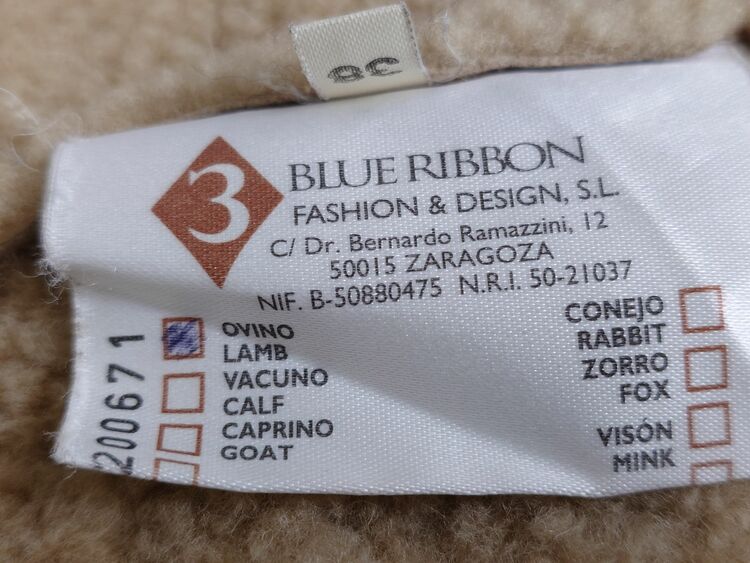 38
3
BLUE RIBBON
FASHION & DESIGN, S.L.
C/ Dr. Bernardo Ramazzini, 12
50015 ZARAGOZA
NIF. B-50880475 N.R.I. 50-21037
OVINO
LAMB
VACUNO
CALF
CAPRINO
GOAT
CONEJO
RABBIT
ZORRO
FOX
VISÓN
MINK
200671